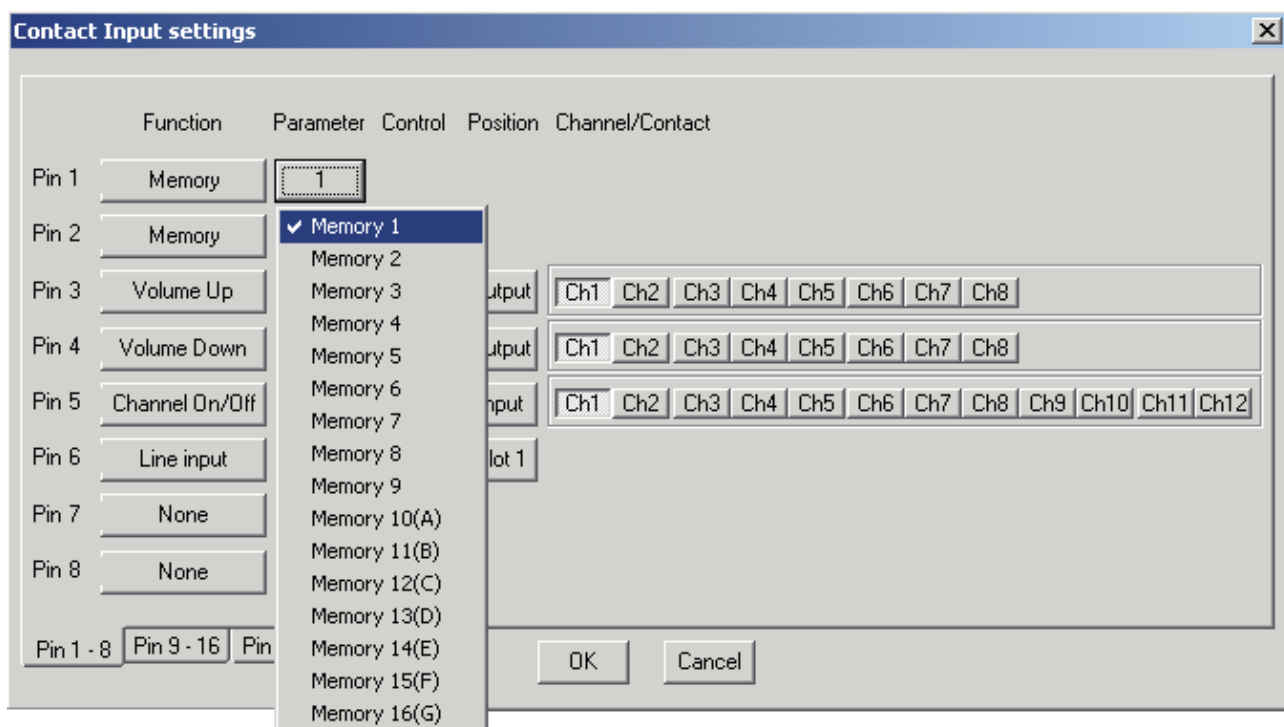 Contact Input settings
Function Parameter Control Position Channel/Contact
Pin 1 Memory 1
Pin 2 Memory
Pin 3 Volume Up utput Ch1 Ch2 Ch3 Ch4 Ch5 Ch6 Ch7 Ch8
Pin 4 Volume Down utput Ch1 Ch2 Ch3 Ch4 Ch5 Ch6 Ch7 Ch8
Pin 5 Channel On/Off nput Ch1 Ch2 Ch3 Ch4 Ch5 Ch6 Ch7 Ch8 Ch9 Ch10 Ch11 Ch12
Pin 6 Line input lot 1
Pin 7 None
Pin 8 None
Memory 1
Memory 2
Memory 3
Memory 4
Memory 5
Memory 6
Memory 7
Memory 8
Memory 9
Memory 10(A)
Memory 11(B)
Memory 12(C)
Memory 13(D)
Memory 14(E)
Memory 15(F)
Memory 16(G)
Pin 1 - 8 Pin 9 - 16 Pin
OK Cancel